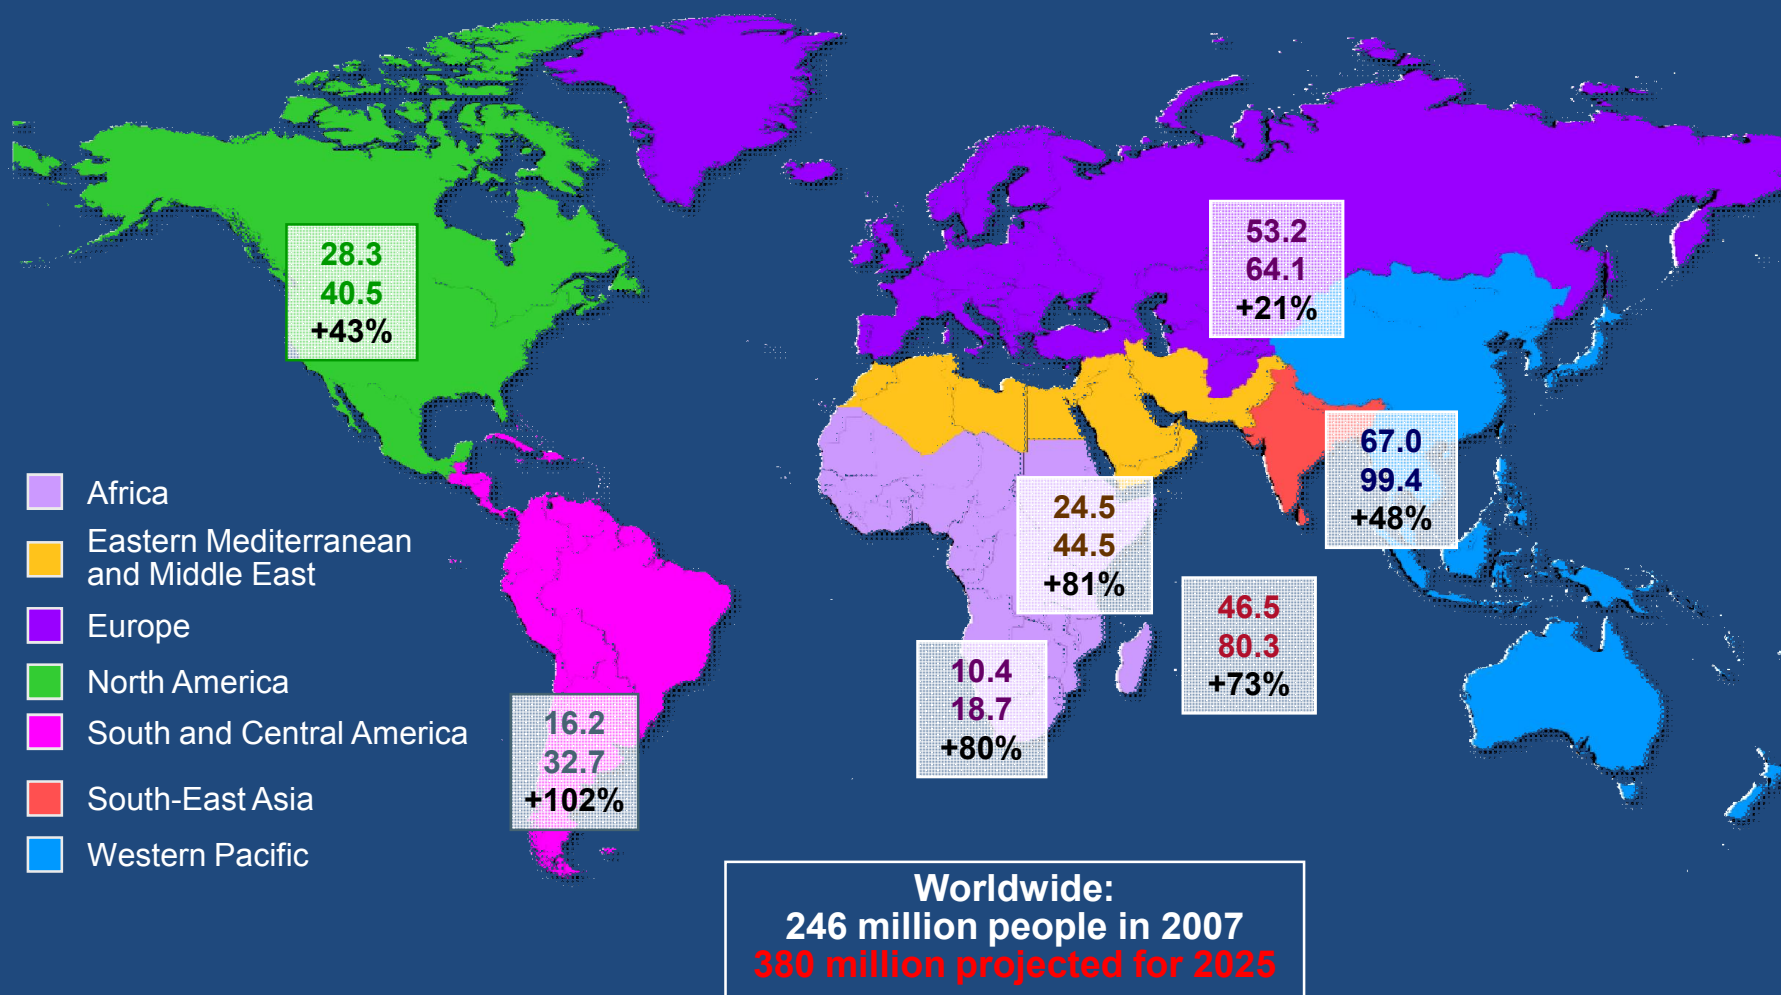 28.3
40.5
+43%
53.2
64.1
+21%
67.0
99.4
+48%
24.5
44.5
+81%
46.5
80.3
+73%
10.4
18.7
+80%
16.2
32.7
+102%
Africa
Eastern Mediterranean
and Middle East
Europe
North America
South and Central America
South-East Asia
Western Pacific
Worldwide:
246 million people in 2007
380 million projected for 2025